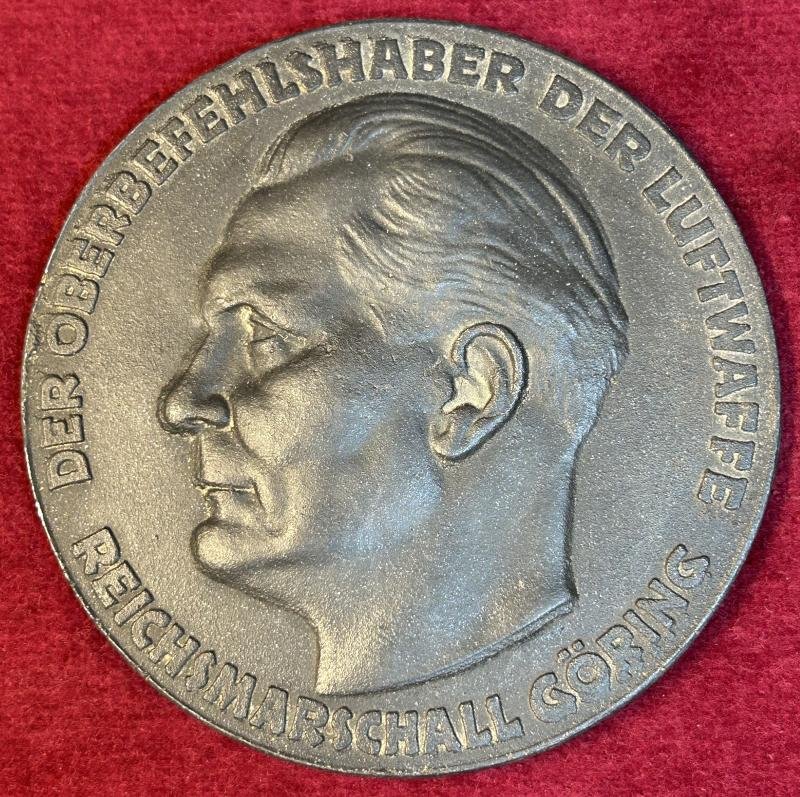 DER OBERBEFEHLSHABER DER LUFTWAFFE
REICHSMARSCHALL GÖRING